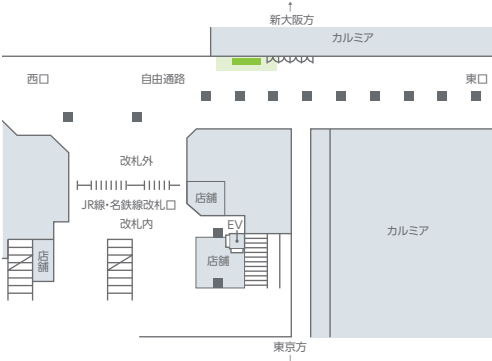 新大阪方
カルミア
西口
自由通路
東口
改札外
JR線・名鉄線改札口
改札内
店舗
EV
店舗
店舗
カルミア
東京方